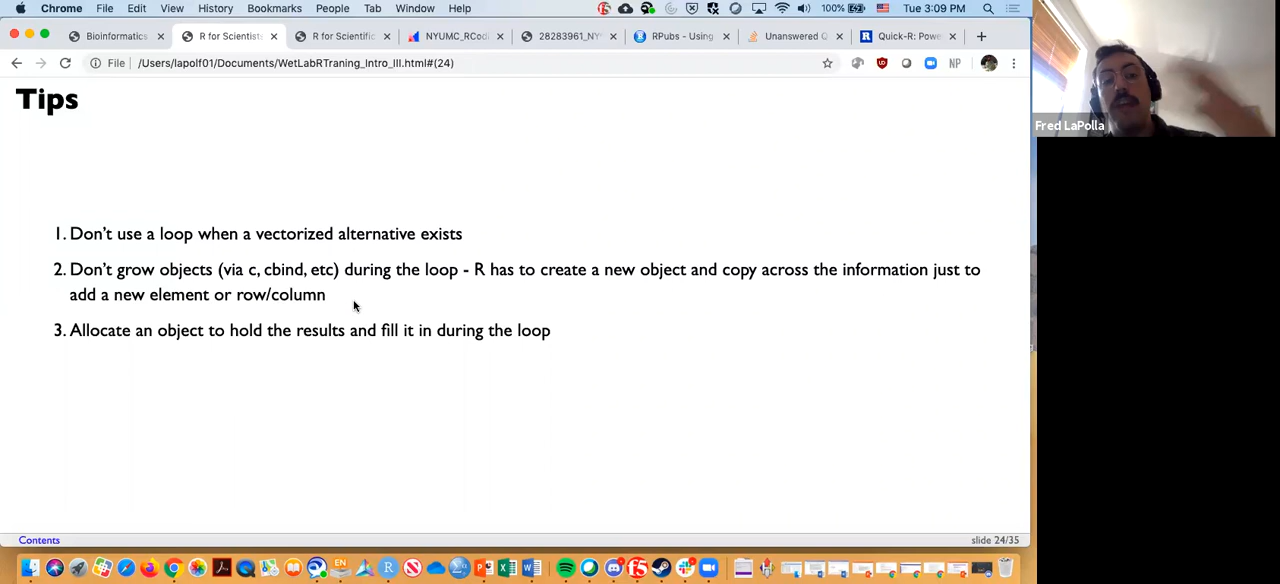 Chrome File Edit View History Bookmarks People Tab Window Help 100% Tue 3:09 PM
Bioinformatics R for Scientists R for Scientific NYUMC_RCodi 28283961_NY RPubs - Using Unanswered Q Quick-R: Powe
File /Users/lapolf01/Documents/WetLabRTraning_Intro_III.html#(24) NP
Tips
Fred LaPolla
1. Don't use a loop when a vectorized alternative exists
2. Don't grow objects (via c, cbind, etc) during the loop - R has to create a new object and copy across the information just to
add a new element or row/column
3. Allocate an object to hold the results and fill it in during the loop
Contents slide 24/35